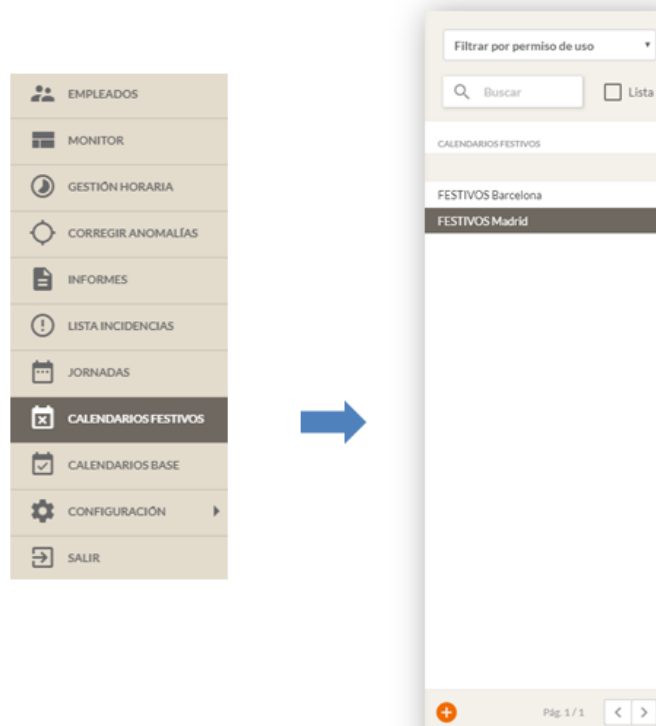 EMPLEADOS
MONITOR
GESTIÓN HORARIA
CORREGIR ANOMALÍAS
INFORMES
LISTA INCIDENCIAS
JORNADAS
CALENDARIOS FESTIVOS
CALENDARIOS BASE
CONFIGURACIÓN
SALIR
Filtrar por permiso de uso
Buscar
Lista
CALENDARIOS FESTIVOS
FESTIVOS Barcelona
FESTIVOS Madrid
Pág. 1 / 1